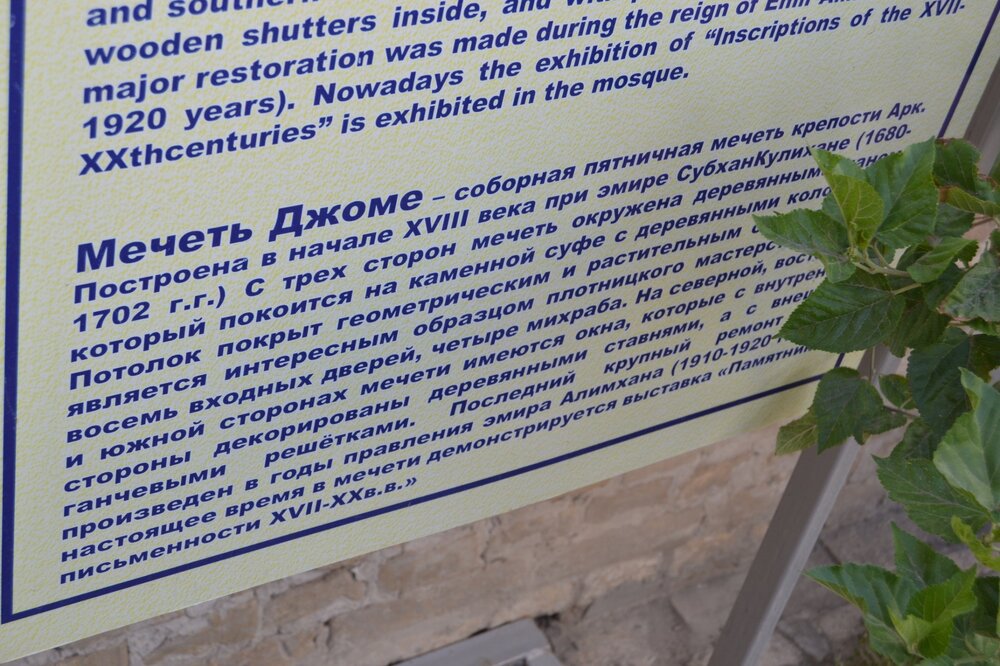 and southern
wooden shutters inside, and with
major restoration was made during the reign of Emir
1920 years). Nowadays the exhibition of “Inscriptions of the XVII-
XXthcenturies” is exhibited in the mosque.
Мечеть Джоме – соборная пятничная мечеть крепости Арк.
Построена в начале XVIII века при эмире СубханКулихане (1680-
1702 г.г.) С трех сторон мечеть окружена деревянным
который покоится на каменной суфе с деревянными
Потолок покрыт геометрическим и растительным
является интересным образцом плотницкого
восемь входных дверей, четыре михраба. На северной,
и южной сторонах мечети имеются окна, которые с
стороны декорированы деревянными ставнями, а с
ганчевыми решётками. Последний крупный ремонт
произведен в годы правления эмира Алимхана (1910-1920
настоящее время в мечети демонстрируется выставка
письменности XVII-XXв.в.»